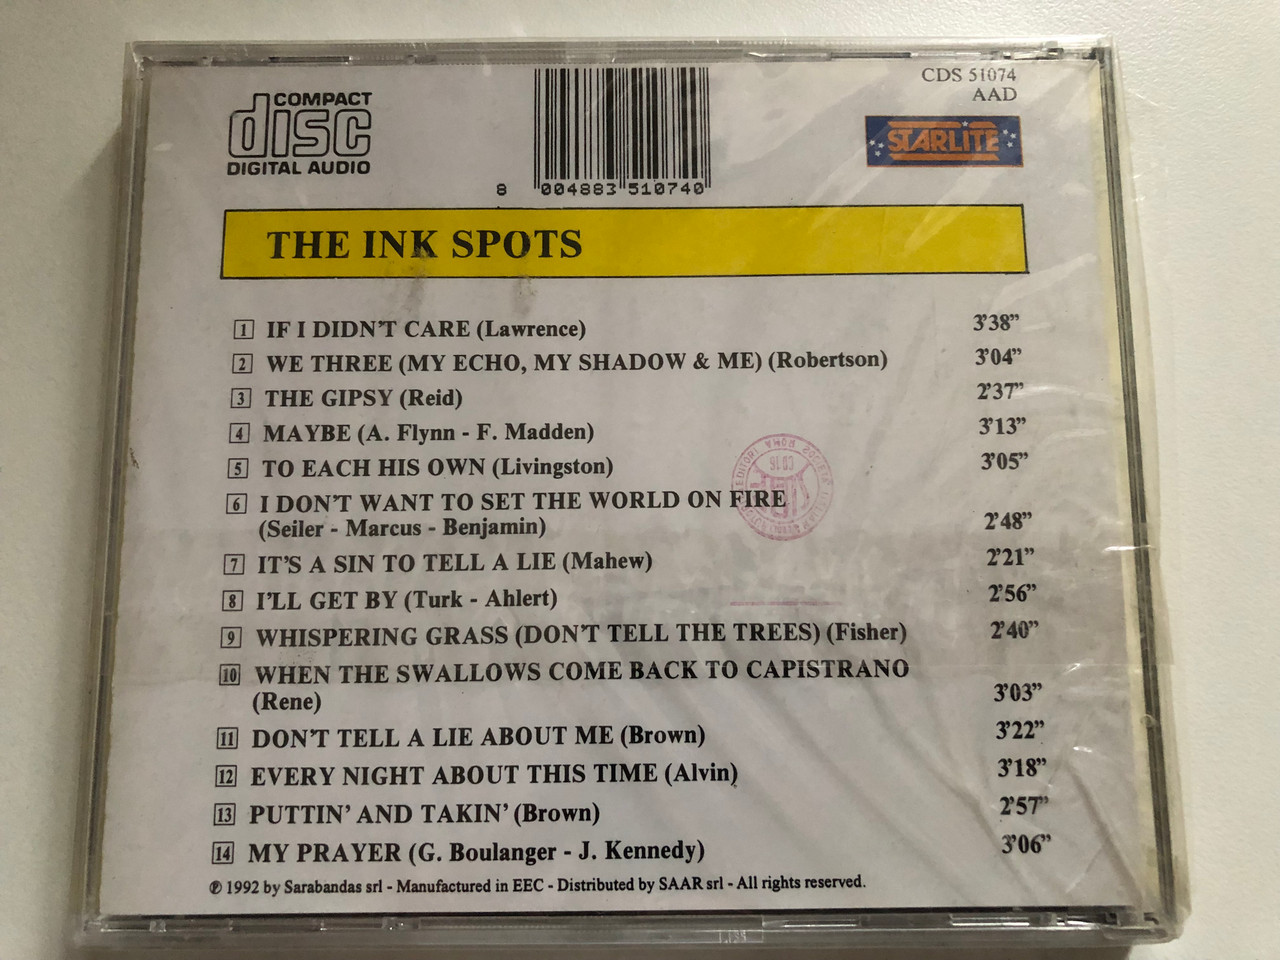 COMPACT
disc
DIGITAL AUDIO
8 004883 510740
CDS 51074
AAD
STARLITE
THE INK SPOTS
1 IF I DIDN'T CARE (Lawrence) 3'38"
2 WE THREE (MY ECHO, MY SHADOW & ME) (Robertson) 3'04"
3 THE GIPSY (Reid) 2'37"
4 MAYBE (A. Flynn - F. Madden) 3'13"
5 TO EACH HIS OWN (Livingston) 3'05"
6 I DON'T WANT TO SET THE WORLD ON FIRE
(Seiler - Marcus - Benjamin) 2'48"
7 IT'S A SIN TO TELL A LIE (Mahew) 2'21"
8 I'LL GET BY (Turk - Ahlert) 2'56"
9 WHISPERING GRASS (DON'T TELL THE TREES) (Fisher) 2'40"
10 WHEN THE SWALLOWS COME BACK TO CAPISTRANO
(Rene) 3'03"
11 DON'T TELL A LIE ABOUT ME (Brown) 3'22"
12 EVERY NIGHT ABOUT THIS TIME (Alvin) 3'18"
13 PUTTIN' AND TAKIN' (Brown) 2'57"
14 MY PRAYER (G. Boulanger - J. Kennedy) 3'06"
℗ 1992 by Sarabandas srl - Manufactured in EEC - Distributed by SAAR srl - All rights reserved.
EDITORI ROMA SOCIETA